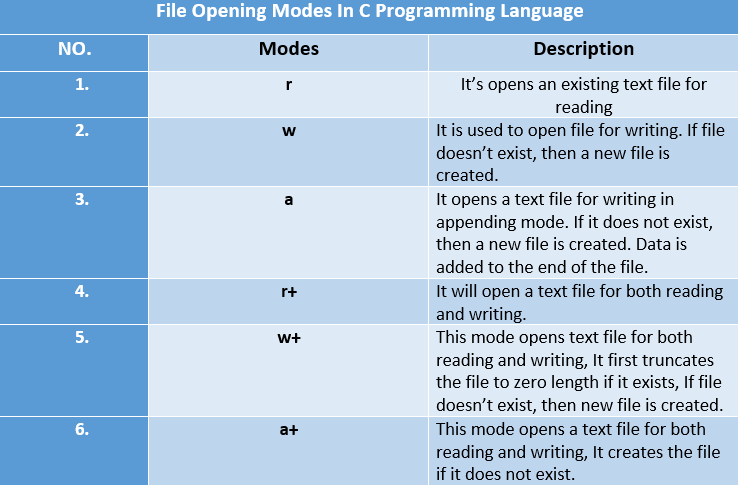 File Opening Modes In C Programming Language
NO. Modes Description
1. r It’s opens an existing text file for
reading
2. w It is used to open file for writing. If file
doesn’t exist, then a new file is
created.
3. a It opens a text file for writing in
appending mode. If it does not exist,
then a new file is created. Data is
added to the end of the file.
4. r+ It will open a text file for both reading
and writing.
5. w+ This mode opens text file for both
reading and writing, It first truncates
the file to zero length if it exists, If file
doesn’t exist, then new file is created.
6. a+ This mode opens a text file for both
reading and writing, It creates the file
if it does not exist.